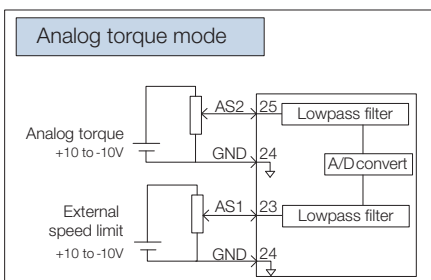 Analog torque mode
AS2 25 Lowpass filter
Analog torque
+10 to -10V
GND 24
A/D convert
External
speed limit
+10 to -10V
AS1 23 Lowpass filter
GND 24